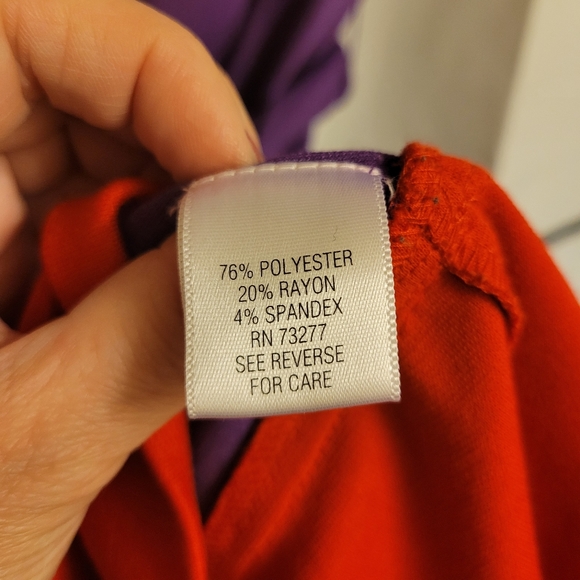 76% POLYESTER
20% RAYON
4% SPANDEX
RN 73277
SEE REVERSE
FOR CARE